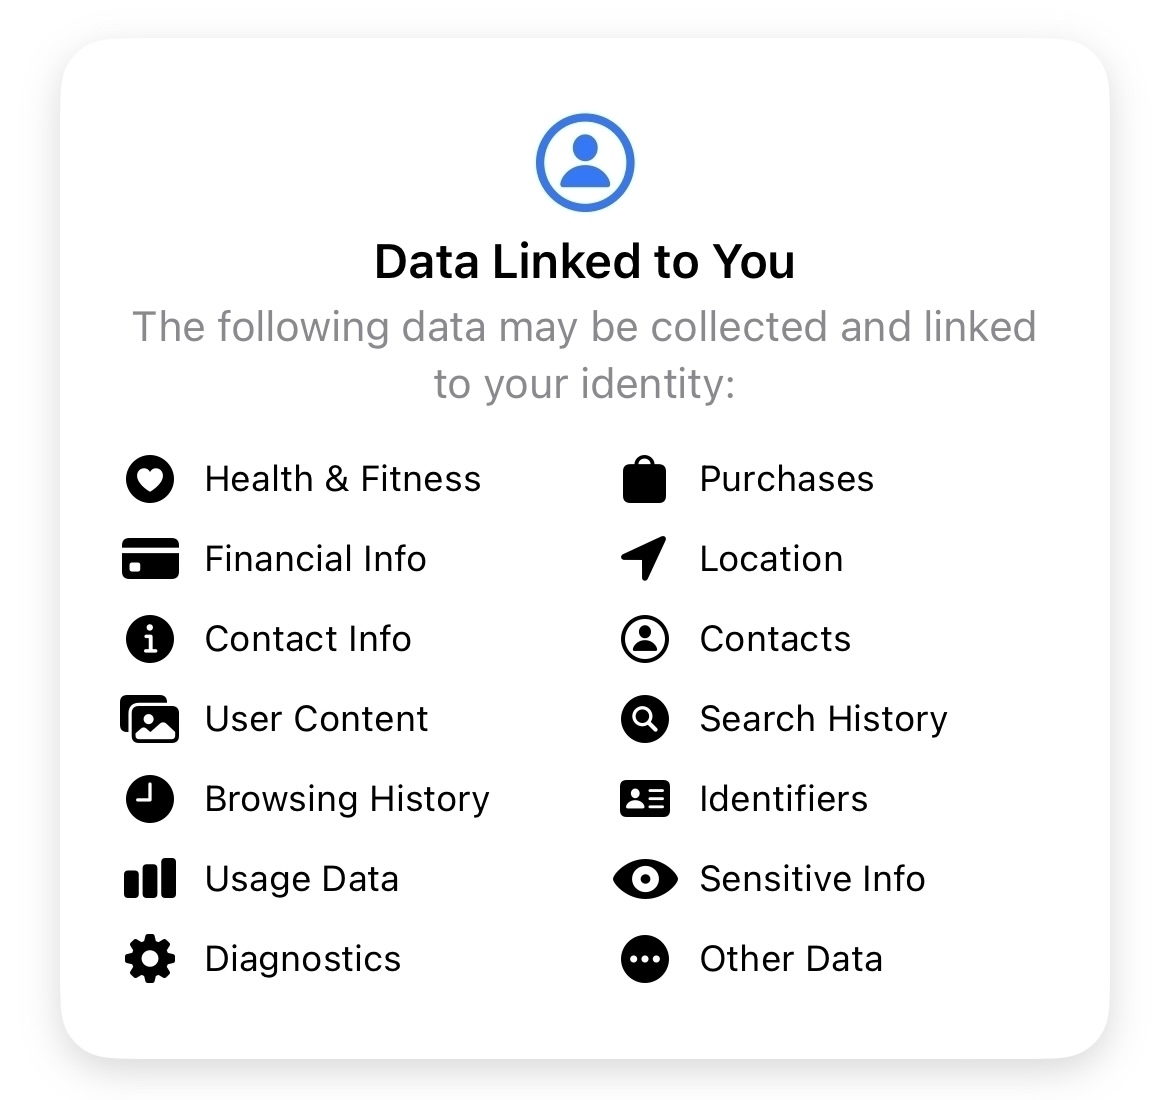 Data Linked to You
The following data may be collected and linked
to your identity:
Health & Fitness
Purchases
Financial Info
Location
Contact Info
Contacts
User Content
Search History
Browsing History
Identifiers
Usage Data
Sensitive Info
Diagnostics
Other Data